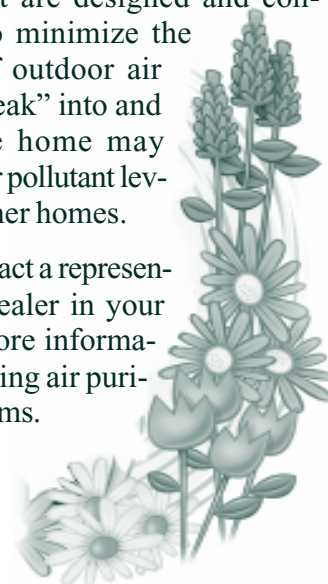 are designed and con-
minimize the
outdoor air
eak” into and
home may
pollutant lev-
er homes.
act a represen-
ealer in your
ore informa-
ing air puri-
ms.